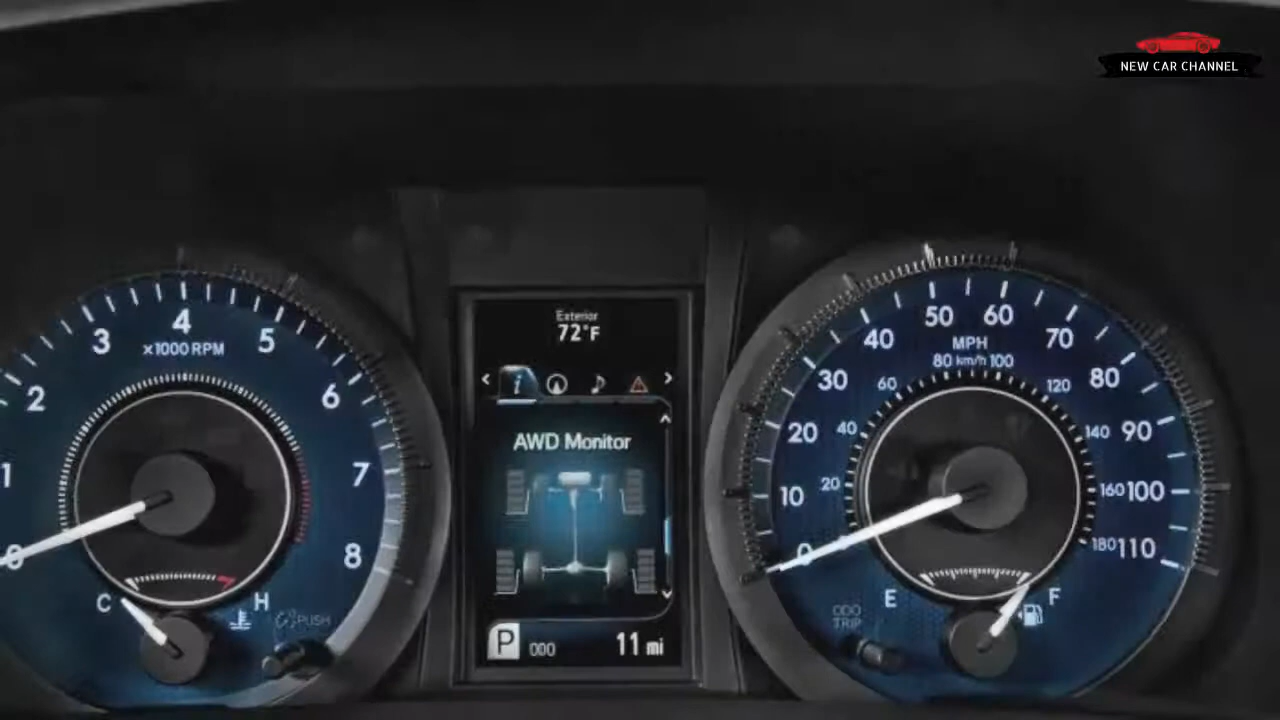 NEW CAR CHANNEL
0 1 2 3 4 5 6 7 8
x1000 RPM
C H
PUSH
Exterior
72°F
i
AWD Monitor
P 000 11 mi
0 10 20 30 40 50 60 70 80 90 100 110
MPH
80 km/h 100
20 40 60 120 140 160 180
E F
ODO
TRIP